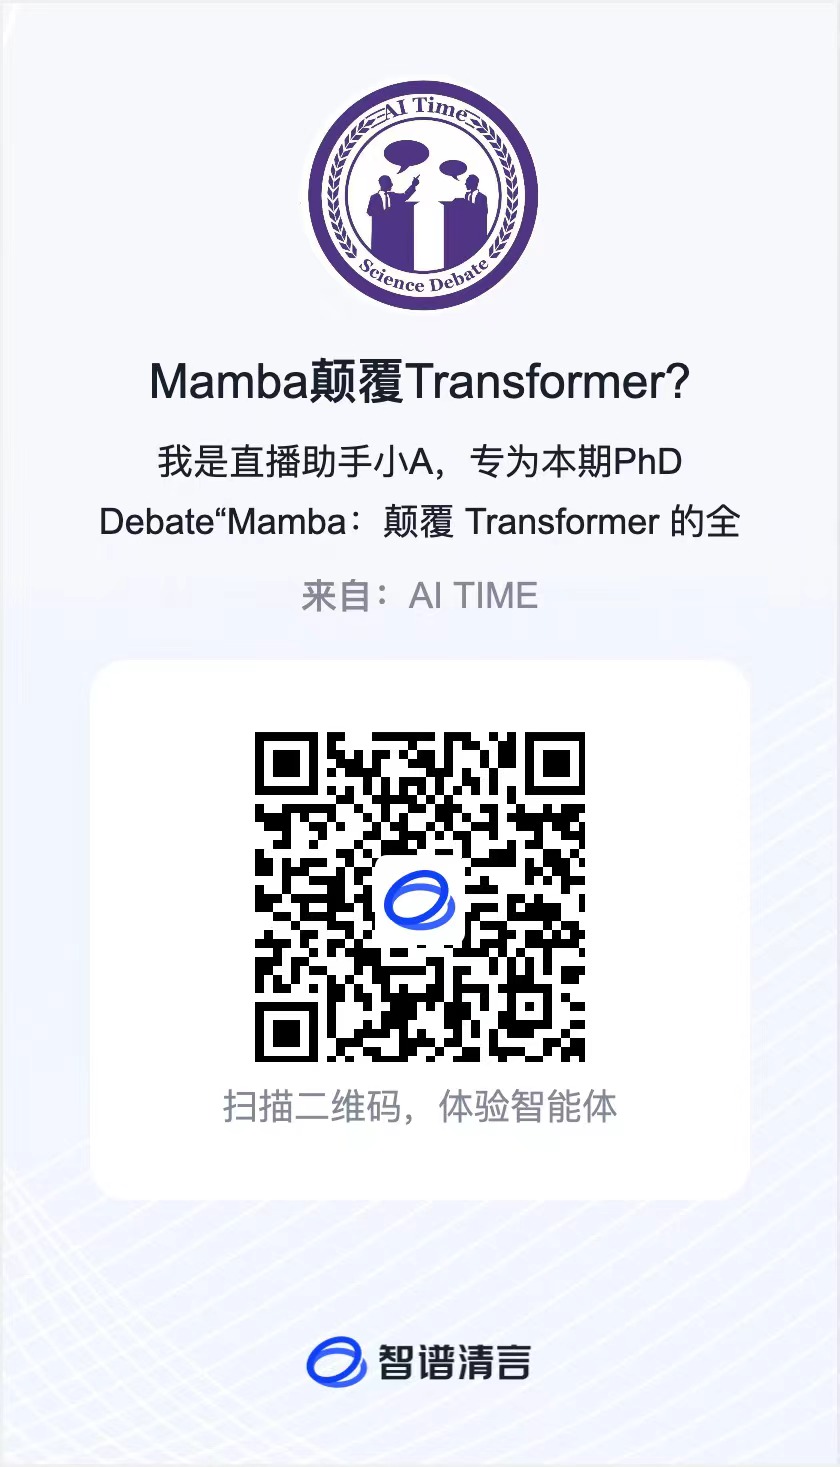 AI Time
Science Debate
Mamba颠覆Transformer?
我是直播助手小A，专为本期PhD
Debate“Mamba：颠覆 Transformer 的全
来自：AI TIME
扫描二维码，体验智能体
智谱清言